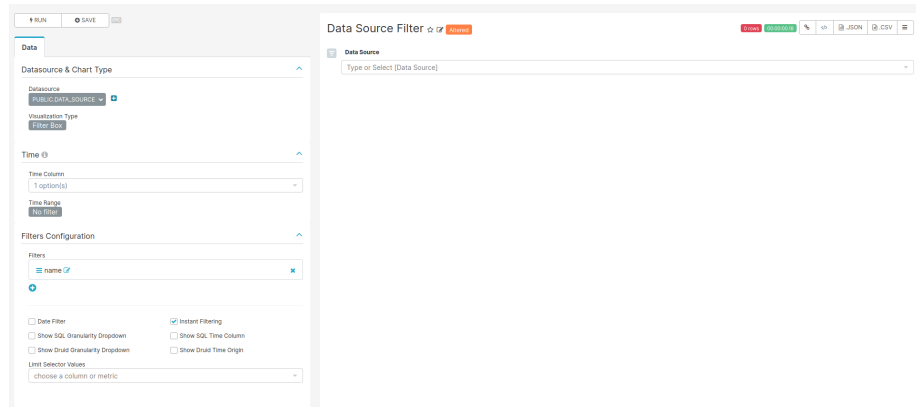 RUN
SAVE
Data
Datasource & Chart Type
Datasource
PUBLIC.DATA_SOURCE
Visualization Type
Filter Box
Time
Time Column
1 option(s)
Time Range
No filter
Filters Configuration
Filters
name
Date Filter
Instant Filtering
Show SQL Granularity Dropdown
Show SQL Time Column
Show Druid Granularity Dropdown
Show Druid Time Origin
Limit Selector Values
choose a column or metric
Data Source Filter
Altered
0 rows
.JSON
.CSV
Data Source
Type or Select [Data Source]